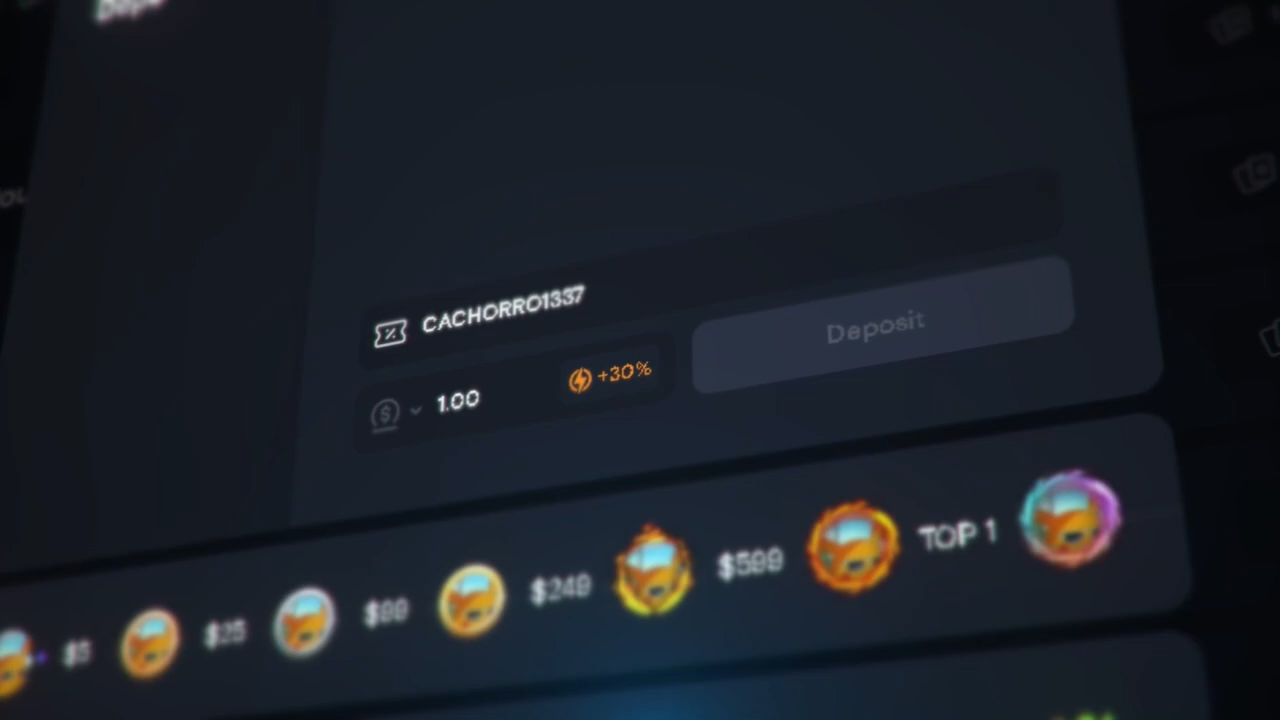 CACHORRO1337
1.00
+30%
Deposit
$5
$25
$99
$249
$599
TOP 1